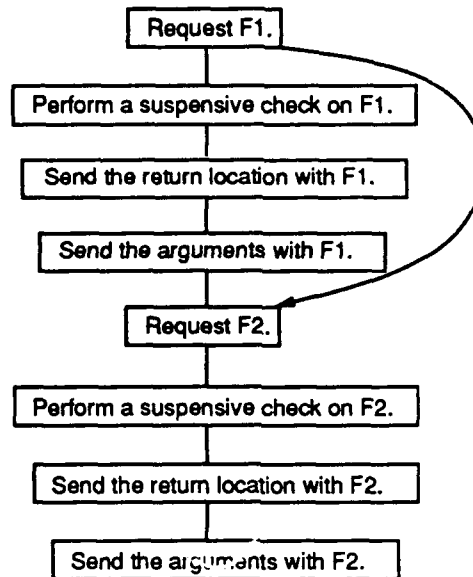 Request F1.
Perform a suspensive check on F1.
Send the return location with F1.
Send the arguments with F1.
Request F2.
Perform a suspensive check on F2.
Send the return location with F2.
Send the arguments with F2.